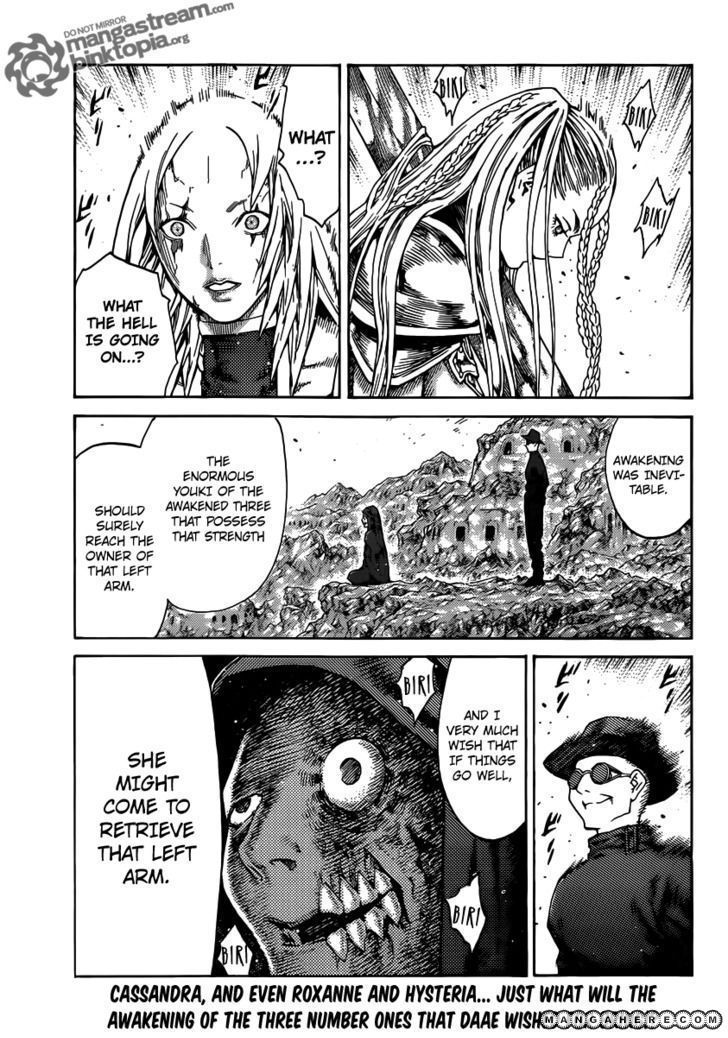 DO NOT MIRROR
mangastream.com
binktopia.org
BIKI
BIKI
BIKI
BIKI
WHAT
...?
WHAT
THE HELL
IS GOING
ON...?
AWAKENING
WAS INEVI-
TABLE.
THE
ENORMOUS
YOUKI OF THE
AWAKENED THREE
THAT POSSESS
THAT STRENGTH
SHOULD
SURELY
REACH THE
OWNER OF
THAT LEFT
ARM.
BIRI
AND I
VERY MUCH
WISH THAT
IF THINGS
GO WELL,
SHE
MIGHT
COME TO
RETRIEVE
THAT LEFT
ARM.
BIRI
BIRI
CASSANDRA, AND EVEN ROXANNE AND HYSTERIA... JUST WHAT WILL THE
AWAKENING OF THE THREE NUMBER ONES THAT DAAE
MANGAHERE.COM